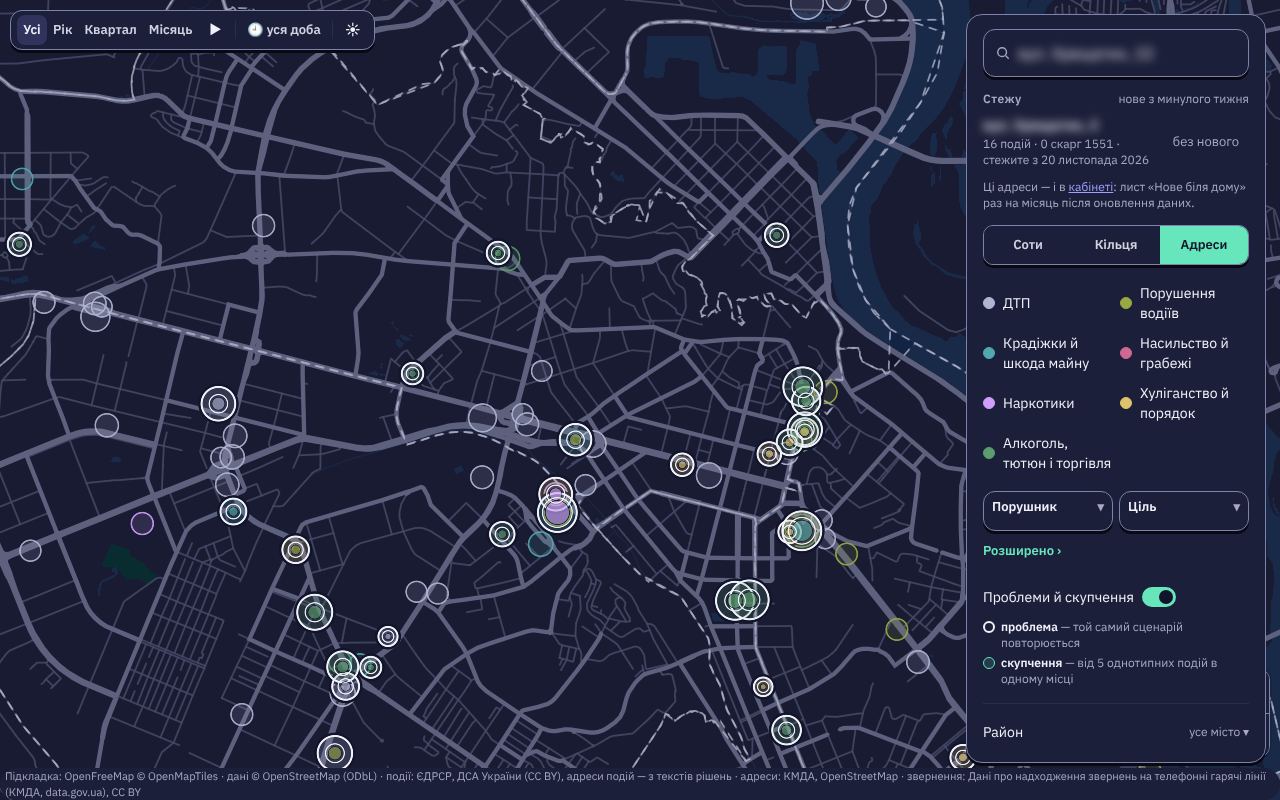 Усі Рік Квартал Місяць ▶ 🕘 уся доба ☀
Стежу нове з минулого тижня
16 подій · 0 скарг 1551 ·
стежите з 20 листопада 2026
без нового
Ці адреси — і в кабінеті: лист «Нове біля дому»
раз на місяць після оновлення даних.
Соти Кільця Адреси
ДТП
Порушення
водіїв
Крадіжки й
шкода майну
Насильство й
грабежі
Наркотики
Хуліганство й
порядок
Алкоголь,
тютюн і торгівля
Порушник ▾ Ціль ▾
Розширено ›
Проблеми й скупчення
проблема — той самий сценарій
повторюється
скупчення — від 5 однотипних подій в
одному місці
Район усе місто ▾
Підкладка: OpenFreeMap © OpenMapTiles · дані © OpenStreetMap (ODbL) · події: ЄДРСР, ДСА України (CC BY), адреси подій — з текстів рішень · адреси: КМДА, OpenStreetMap · звернення: Дані про надходження звернень на телефонні гарячі лінії
(КМДА, data.gov.ua), CC BY